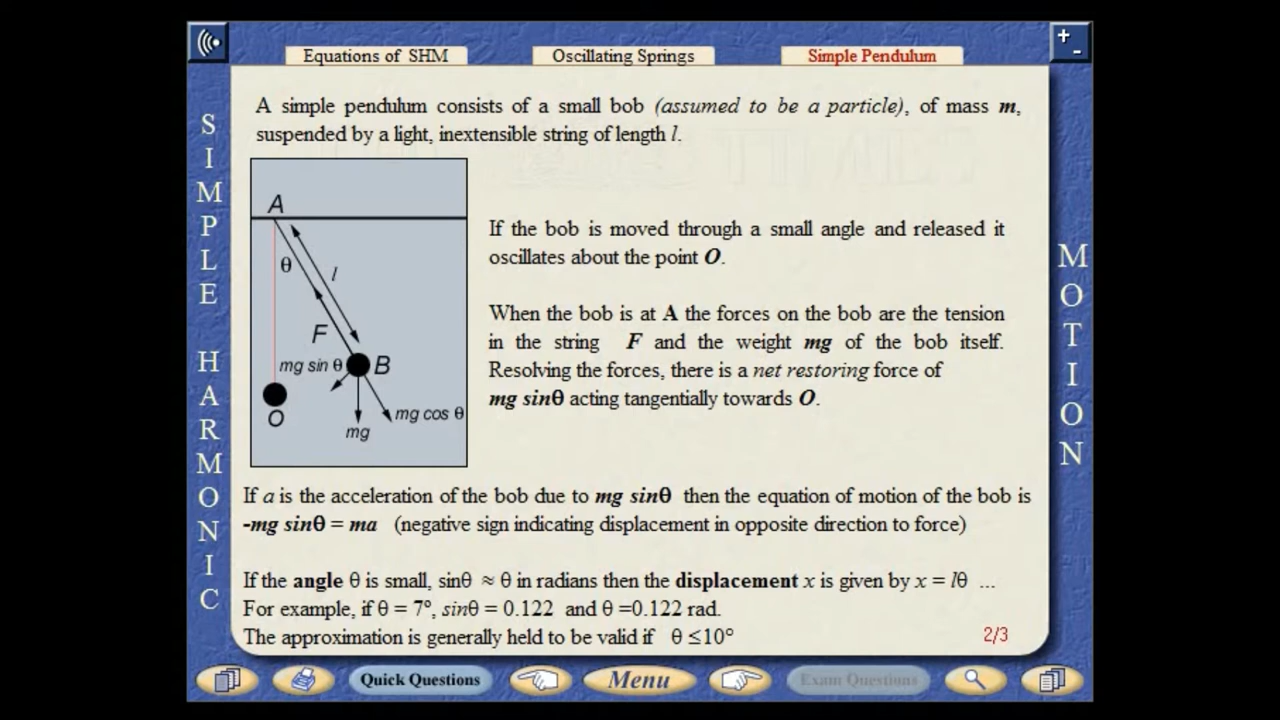 +
-
Equations of SHM
Oscillating Springs
Simple Pendulum
SIMPLE HARMONIC
MOTION
A simple pendulum consists of a small bob (assumed to be a particle), of mass m,
suspended by a light, inextensible string of length l.
A
θ
l
F
mg sin θ
B
O
mg cos θ
mg
If the bob is moved through a small angle and released it
oscillates about the point O.
When the bob is at A the forces on the bob are the tension
in the string F and the weight mg of the bob itself.
Resolving the forces, there is a net restoring force of
mg sinθ acting tangentially towards O.
If a is the acceleration of the bob due to mg sinθ then the equation of motion of the bob is
-mg sinθ = ma (negative sign indicating displacement in opposite direction to force)
If the angle θ is small, sinθ ≈ θ in radians then the displacement x is given by x = lθ ...
For example, if θ = 7°, sinθ = 0.122 and θ =0.122 rad.
The approximation is generally held to be valid if θ ≤10°
2/3
Quick Questions
Menu
Exam Questions